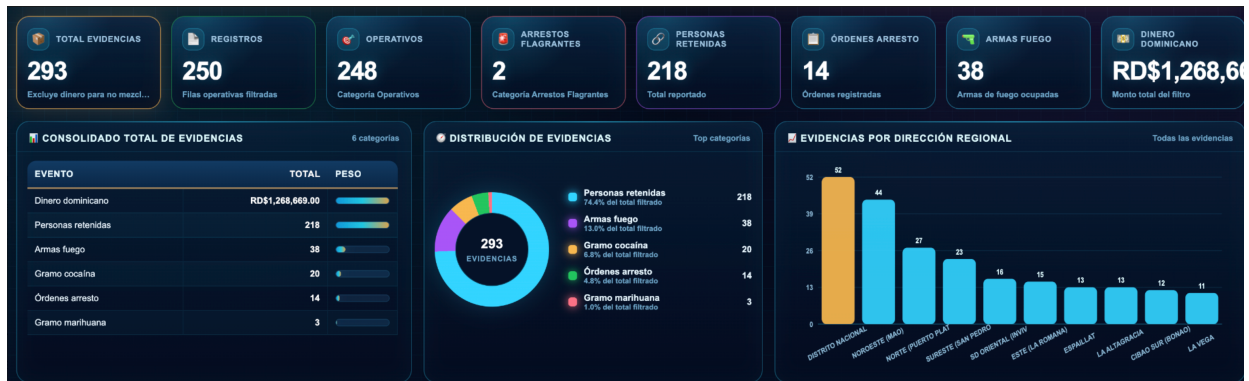 TOTAL EVIDENCIAS
293
Excluye dinero para no mezcl...
REGISTROS
250
Filas operativas filtradas
OPERATIVOS
248
Categoría Operativos
ARRESTOS
FLAGRANTES
2
Categoría Arrestos Flagrantes
PERSONAS
RETENIDAS
218
Total reportado
ÓRDENES ARRESTO
14
Órdenes registradas
ARMAS FUEGO
38
Armas de fuego ocupadas
DINERO
DOMINICANO
RD$1,268,66
Monto total del filtro
CONSOLIDADO TOTAL DE EVIDENCIAS 6 categorías
EVENTO TOTAL PESO
Dinero dominicano RD$1,268,669.00
Personas retenidas 218
Armas fuego 38
Gramo cocaína 20
Órdenes arresto 14
Gramo marihuana 3
DISTRIBUCIÓN DE EVIDENCIAS Top categorías
293
EVIDENCIAS
Personas retenidas 218
74.4% del total filtrado
Armas fuego 38
13.0% del total filtrado
Gramo cocaína 20
6.8% del total filtrado
Órdenes arresto 14
4.8% del total filtrado
Gramo marihuana 3
1.0% del total filtrado
EVIDENCIAS POR DIRECCIÓN REGIONAL Todas las evidencias
52
39
26
13
0
52
44
27
23
16
15
13
13
12
11
DISTRITO NACIONAL
NOROESTE (MAO)
NORTE (PUERTO PLAT
SURESTE (SAN PEDRO
SD ORIENTAL (INVIV
ESTE (LA ROMANA)
ESPAILLAT
LA ALTAGRACIA
CIBAO SUR (BONAO)
LA VEGA